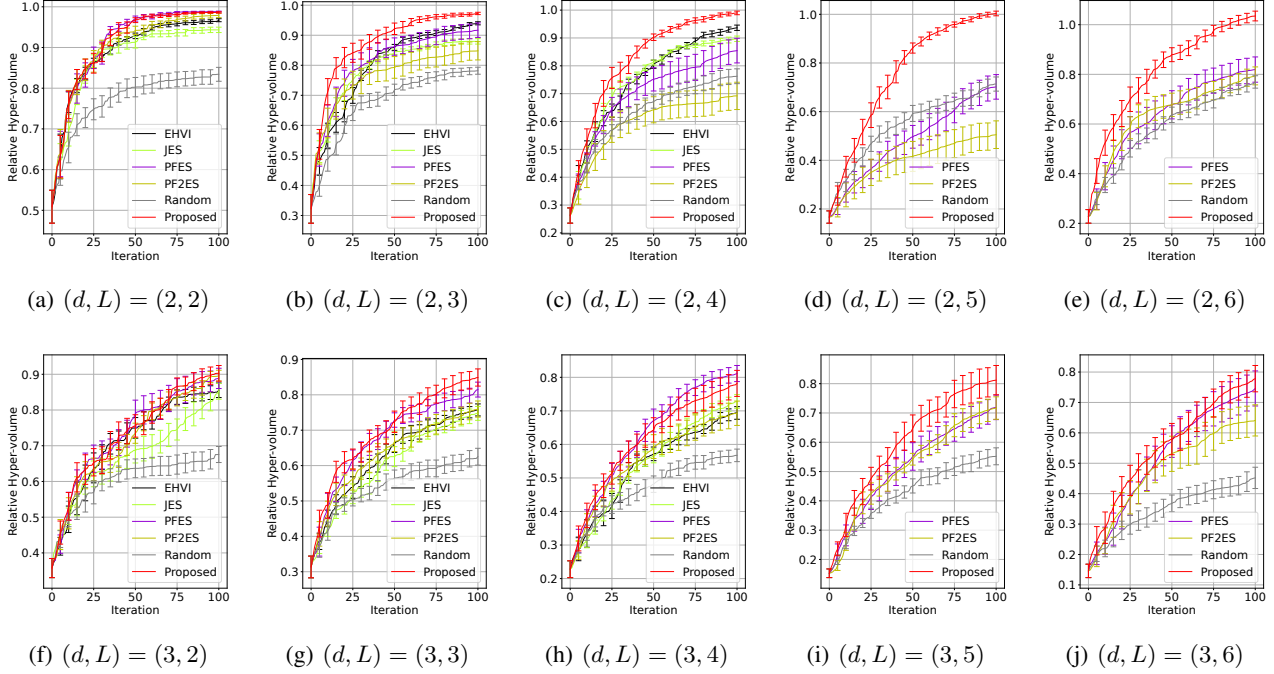 Relative Hyper-volume
1.0
0.9
0.8
0.7
0.6
0.5
0 25 50 75 100
Iteration
EHVI
JES
PFES
PF2ES
Random
Proposed
(a) (d, L) = (2, 2)
Relative Hyper-volume
1.0
0.9
0.8
0.7
0.6
0.5
0.4
0.3
0 25 50 75 100
Iteration
EHVI
JES
PFES
PF2ES
Random
Proposed
(b) (d, L) = (2, 3)
Relative Hyper-volume
1.0
0.9
0.8
0.7
0.6
0.5
0.4
0.3
0.2
0 25 50 75 100
Iteration
EHVI
JES
PFES
PF2ES
Random
Proposed
(c) (d, L) = (2, 4)
Relative Hyper-volume
1.0
0.8
0.6
0.4
0.2
0 25 50 75 100
Iteration
PFES
PF2ES
Random
Proposed
(d) (d, L) = (2, 5)
Relative Hyper-volume
1.0
0.8
0.6
0.4
0.2
0 25 50 75 100
Iteration
PFES
PF2ES
Random
Proposed
(e) (d, L) = (2, 6)
Relative Hyper-volume
0.9
0.8
0.7
0.6
0.5
0.4
0 25 50 75 100
Iteration
EHVI
JES
PFES
PF2ES
Random
Proposed
(f) (d, L) = (3, 2)
Relative Hyper-volume
0.9
0.8
0.7
0.6
0.5
0.4
0.3
0 25 50 75 100
Iteration
EHVI
JES
PFES
PF2ES
Random
Proposed
(g) (d, L) = (3, 3)
Relative Hyper-volume
0.8
0.7
0.6
0.5
0.4
0.3
0.2
0 25 50 75 100
Iteration
EHVI
JES
PFES
PF2ES
Random
Proposed
(h) (d, L) = (3, 4)
Relative Hyper-volume
0.8
0.7
0.6
0.5
0.4
0.3
0.2
0 25 50 75 100
Iteration
PFES
PF2ES
Random
Proposed
(i) (d, L) = (3, 5)
Relative Hyper-volume
0.8
0.7
0.6
0.5
0.4
0.3
0.2
0.1
0 25 50 75 100
Iteration
PFES
PF2ES
Random
Proposed
(j) (d, L) = (3, 6)